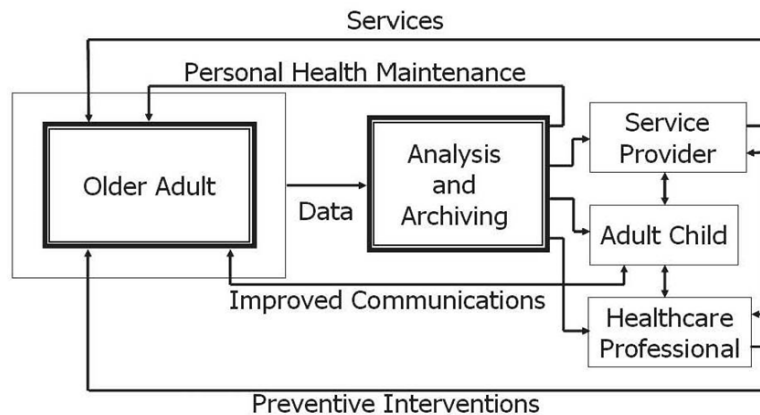 Services
Personal Health Maintenance
Older Adult
Data
Analysis
and
Archiving
Service
Provider
Adult Child
Improved Communications
Healthcare
Professional
Preventive Interventions